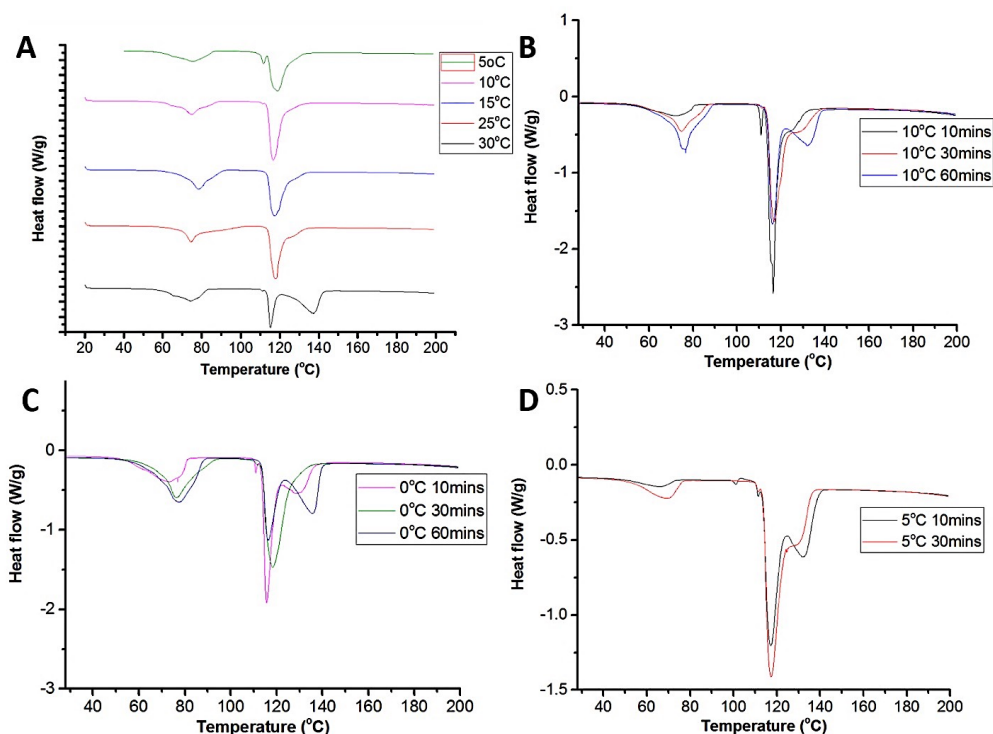 A
5oC
10°C
15°C
25°C
30°C
Heat flow (W/g)
20 40 60 80 100 120 140 160 180 200
Temperature (°C)
B
1
0
-1
-2
-3
10°C 10mins
10°C 30mins
10°C 60mins
Heat flow (W/g)
40 60 80 100 120 140 160 180 200
Temperature (°C)
C
0
-1
-2
-3
0°C 10mins
0°C 30mins
0°C 60mins
Heat flow (W/g)
40 60 80 100 120 140 160 180 200
Temperature (°C)
D
0.5
0.0
-0.5
-1.0
-1.5
5°C 10mins
5°C 30mins
Heat flow (W/g)
40 60 80 100 120 140 160 180 200
Temperature (°C)